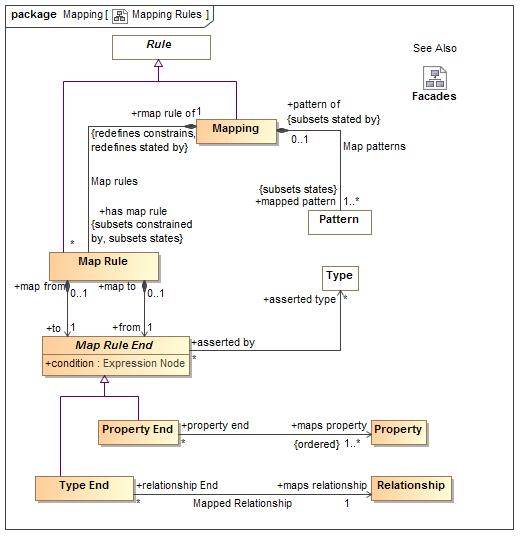 package Mapping [ Mapping Rules ]
Rule
See Also
Facades
+rmap rule of 1
+pattern of
{subsets stated by}
Mapping
0..1
{redefines constrains,
redefines stated by}
Map patterns
Map rules
{subsets states}
+mapped pattern 1..*
+has map rule
{subsets constrained
by, subsets states}
Pattern
*
Map Rule
Type
+map from 0..1 +map to 0..1
+asserted type *
+to 1 +from 1
Map Rule End
+asserted by
*
+condition : Expression Node
Property End
+property end
*
+maps property
{ordered} 1..*
Property
Type End
+relationship End
*
Mapped Relationship
+maps relationship
1
Relationship